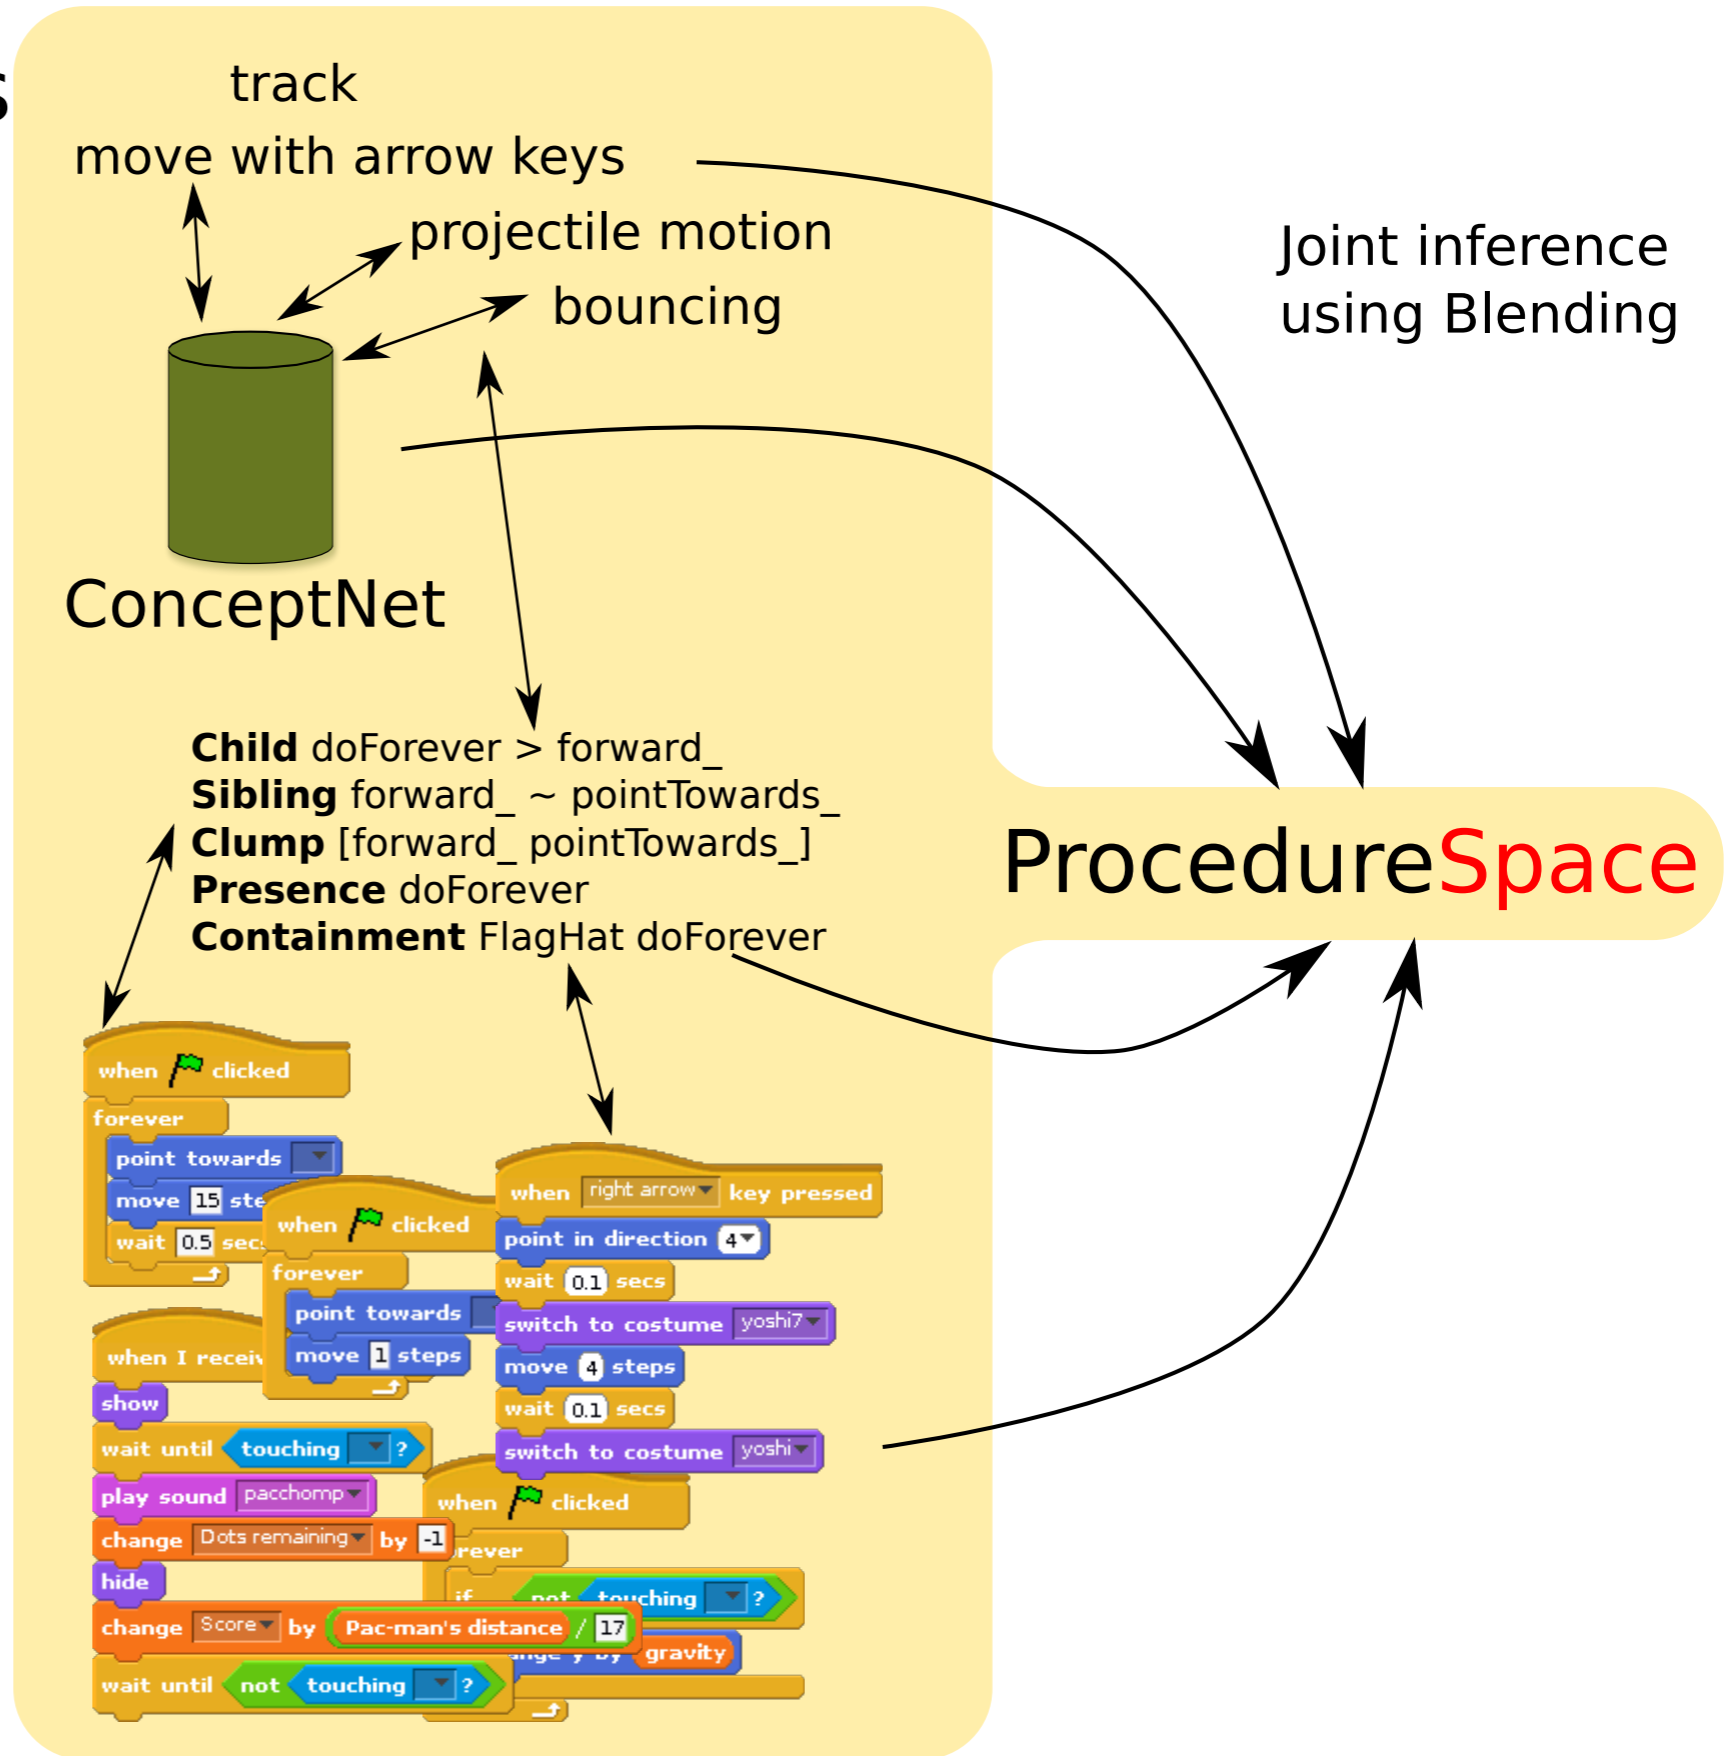 track
move with arrow keys
projectile motion
bouncing
ConceptNet
Joint inference
using Blending
Child doForever > forward_
Sibling forward_ ~ pointTowards_
Clump [forward_ pointTowards_]
Presence doForever
Containment FlagHat doForever
ProcedureSpace
when clicked
forever
point towards
move 15
wait 0.5
when clicked
forever
point towards
move 1 steps
when right arrow key pressed
point in direction 4
wait 0.1 secs
switch to costume yoshi7
move 4 steps
wait 0.1 secs
switch to costume yoshi
when I
show
wait until touching ?
play sound pacchomp
change Dots remaining by -1
hide
change Score by Pac-man's distance / 17
wait until not touching ?
when clicked
if not touching ?
y by gravity